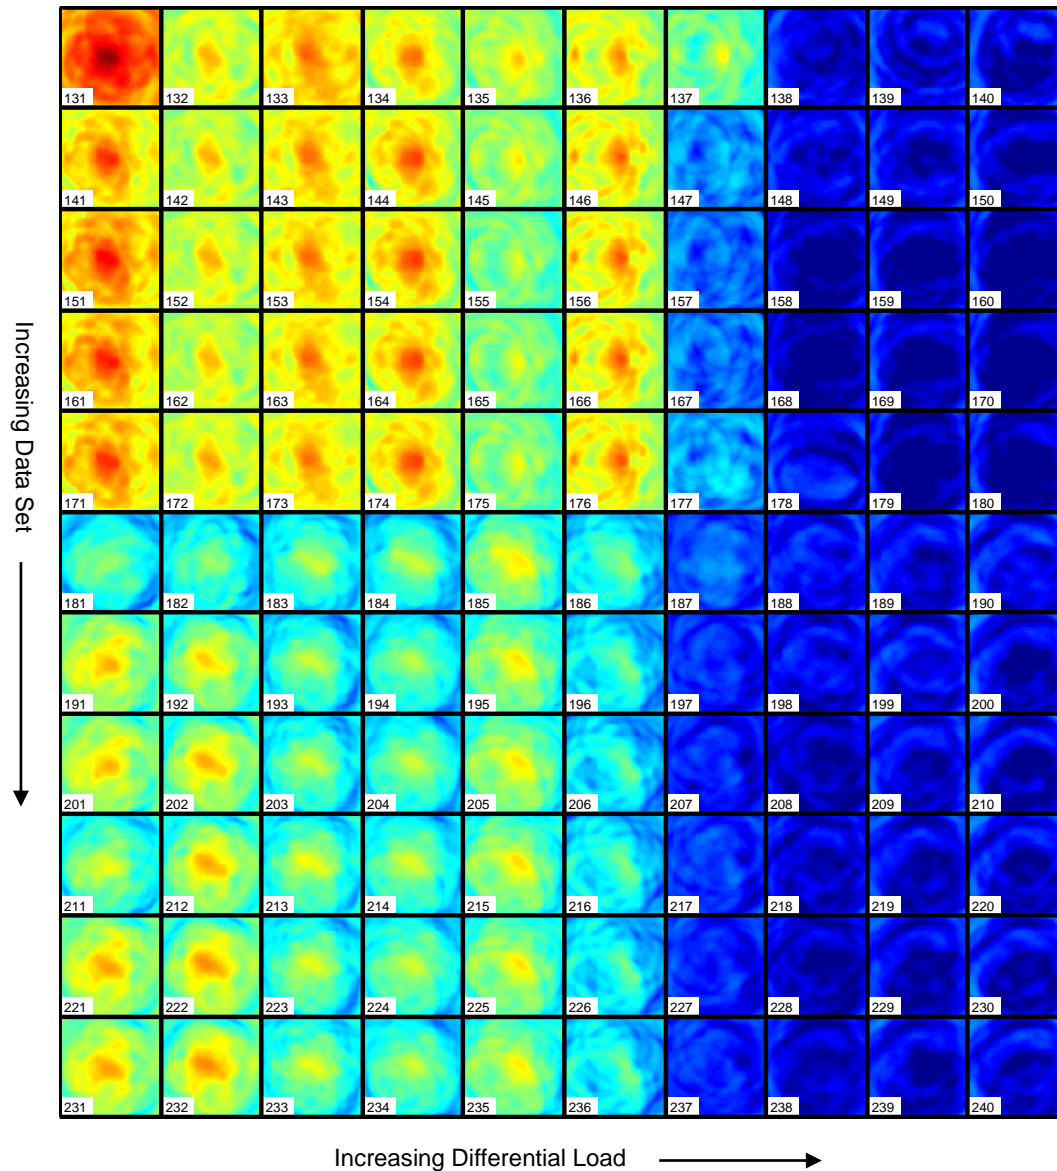 131 132 133 134 135 136 137 138 139 140
141 142 143 144 145 146 147 148 149 150
151 152 153 154 155 156 157 158 159 160
161 162 163 164 165 166 167 168 169 170
171 172 173 174 175 176 177 178 179 180
181 182 183 184 185 186 187 188 189 190
191 192 193 194 195 196 197 198 199 200
201 202 203 204 205 206 207 208 209 210
211 212 213 214 215 216 217 218 219 220
221 222 223 224 225 226 227 228 229 230
231 232 233 234 235 236 237 238 239 240
Increasing Data Set
Increasing Differential Load